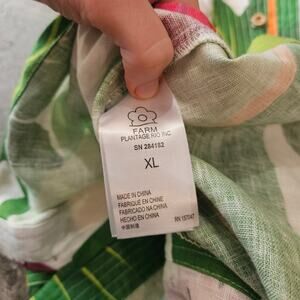 FARM
PLANTAGE RIO INC
SN 284182
XL
MADE IN CHINA
FABRIQUÉ EN CHINE
FABRICADO NA CHINA
HECHO EN CHINA
中国制造
RN 157047